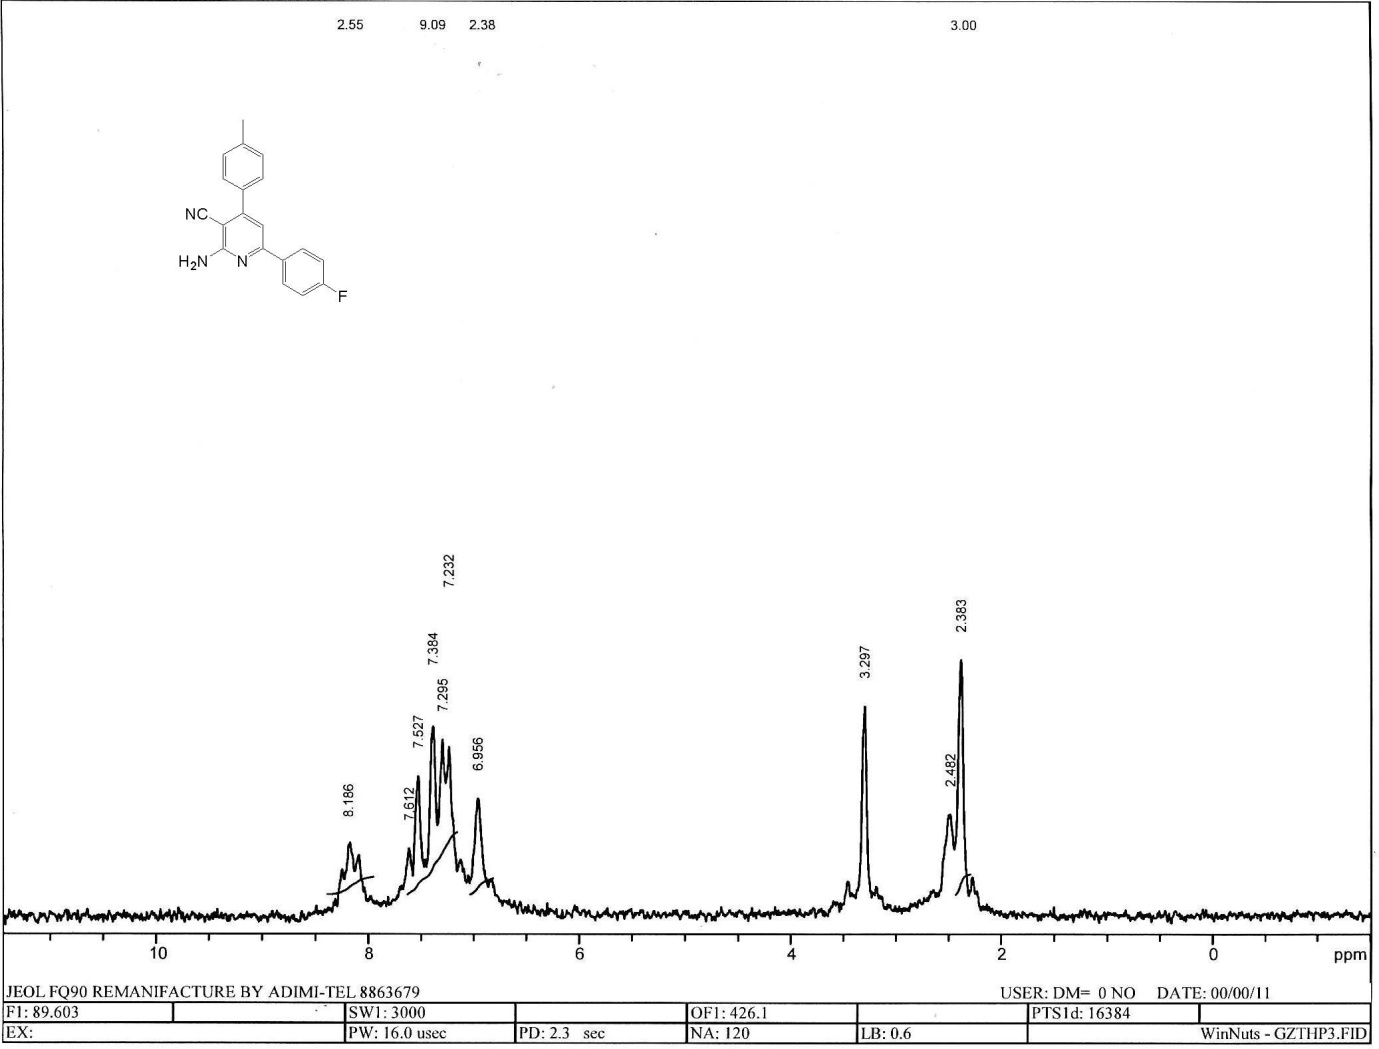 2.55 9.09 2.38 3.00
NC
H2N
N
F
7.232
7.384
2.383
3.297
7.295
7.527
6.956
2.482
8.186
7.612
10 8 6 4 2 0 ppm
JEOL FQ90 REMANIFACTURE BY ADIMI-TEL 8863679 USER: DM= 0 NO DATE: 00/00/11
F1: 89.603 SW1: 3000 OF1: 426.1 PTS1d: 16384
EX: PW: 16.0 usec PD: 2.3 sec NA: 120 LB: 0.6 WinNuts - GZTHP3.FID